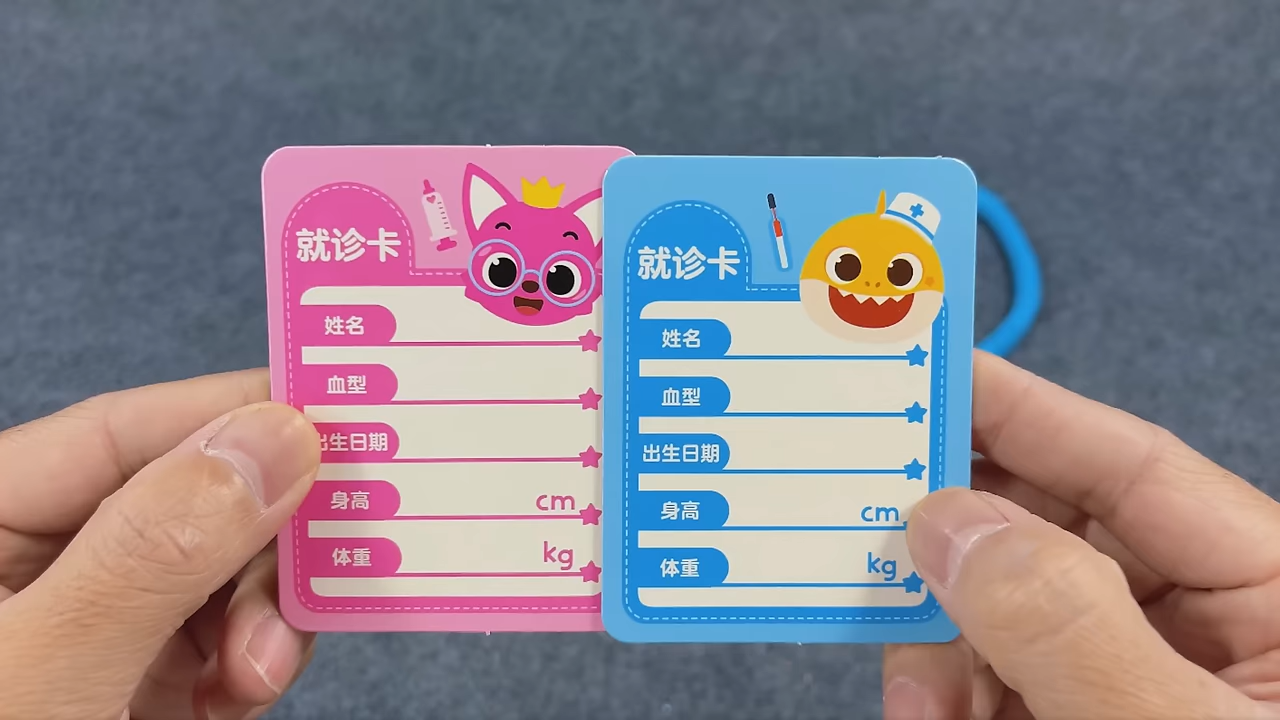 就诊卡
姓名
血型
出生日期
身高 cm
体重 kg
就诊卡
姓名
血型
出生日期
身高 cm
体重 kg